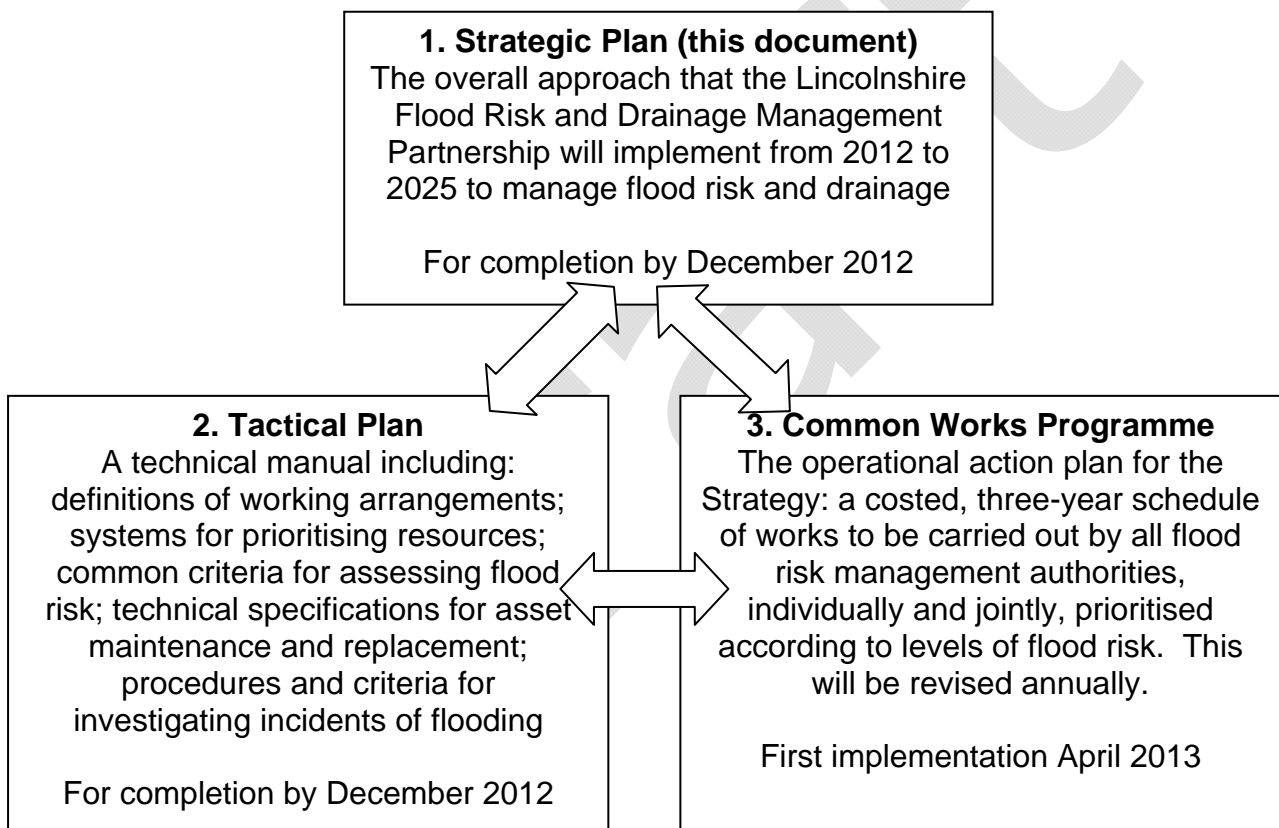 1. Strategic Plan (this document)
The overall approach that the Lincolnshire
Flood Risk and Drainage Management
Partnership will implement from 2012 to
2025 to manage flood risk and drainage
For completion by December 2012
2. Tactical Plan
A technical manual including:
definitions of working arrangements;
systems for prioritising resources;
common criteria for assessing flood
risk; technical specifications for asset
maintenance and replacement;
procedures and criteria for
investigating incidents of flooding
For completion by December 2012
3. Common Works Programme
The operational action plan for the
Strategy: a costed, three-year schedule
of works to be carried out by all flood
risk management authorities,
individually and jointly, prioritised
according to levels of flood risk.  This
will be revised annually.
First implementation April 2013